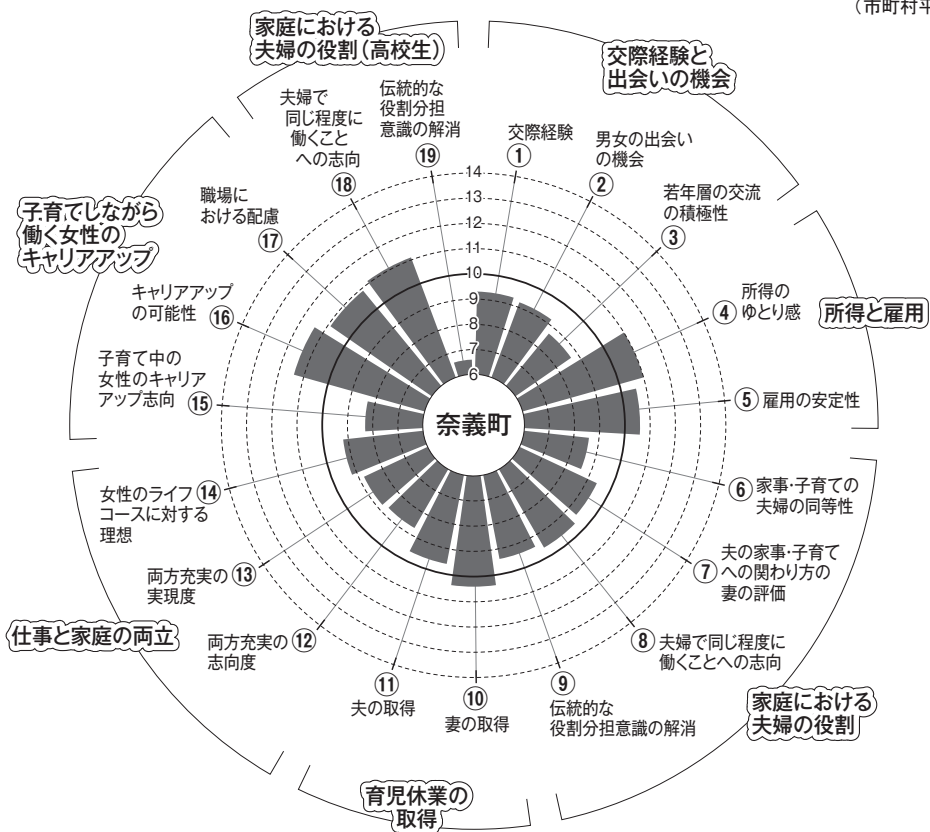 (市町村平
家庭における
夫婦の役割(高校生)
交際経験と
出会いの機会
所得と雇用
家庭における
夫婦の役割
育児休業の
取得
仕事と家庭の両立
子育てしながら
働く女性の
キャリアアップ
① 交際経験
② 男女の出会い
の機会
③ 若年層の交流
の積極性
④ 所得の
ゆとり感
⑤ 雇用の安定性
⑥ 家事・子育ての
夫婦の同等性
⑦ 夫の家事・子育て
への関わり方の
妻の評価
⑧ 夫婦で同じ程度に
働くことへの志向
⑨ 伝統的な
役割分担意識の解消
⑩ 妻の取得
⑪ 夫の取得
⑫ 両方充実の
志向度
⑬ 両方充実の
実現度
⑭ 女性のライフ
コースに対する
理想
⑮ 子育て中の
女性のキャリア
アップ志向
⑯ キャリアアップ
の可能性
⑰ 職場に
おける配慮
⑱ 夫婦で
同じ程度に
働くこと
への志向
⑲ 伝統的な
役割分担
意識の解消
14
13
12
11
10
9
8
7
6
奈義町